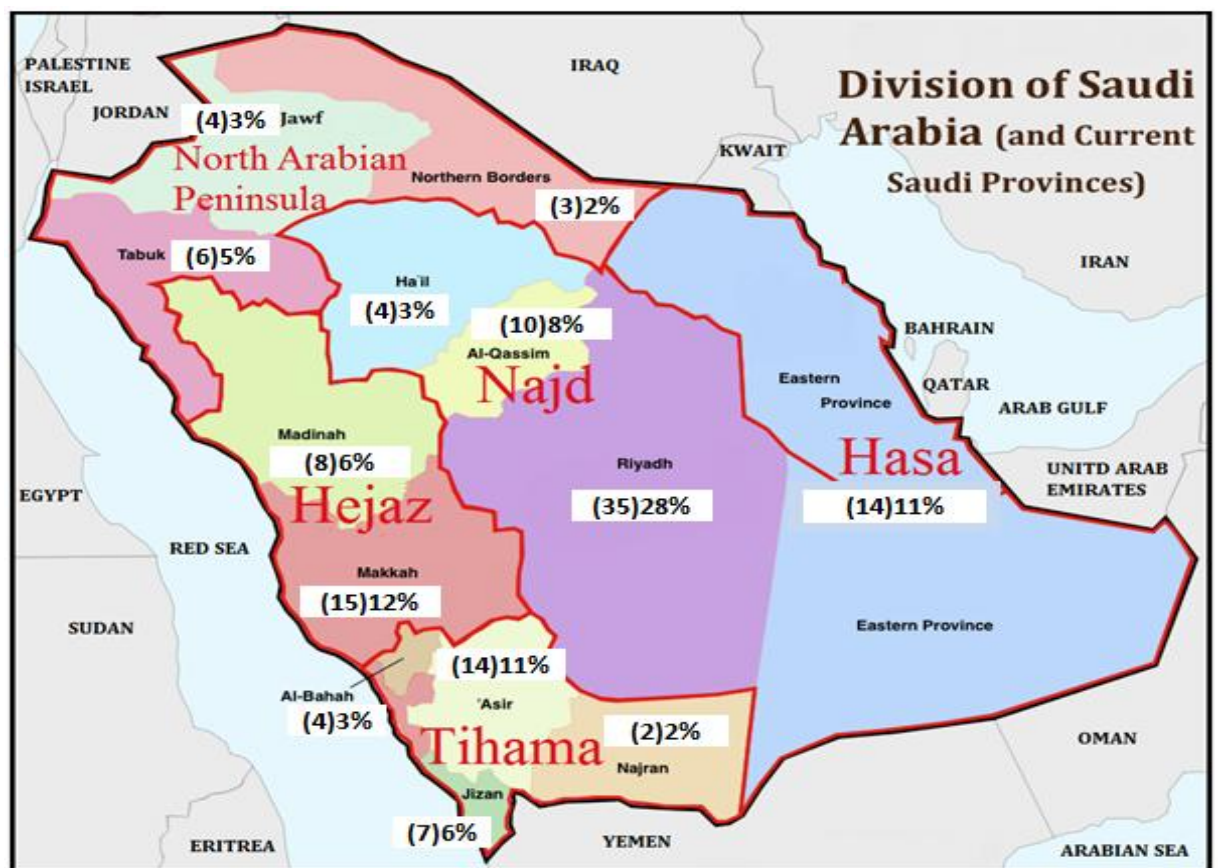 Division of Saudi
Arabia (and Current
Saudi Provinces)
PALESTINE
ISRAEL
JORDAN
IRAQ
KUWAIT
IRAN
(4)3%
Jawf
North Arabian
Peninsula
Northern Borders
(3)2%
Tabuk
(6)5%
Ha'il
(4)3%
(10)8%
Al-Qassim
Najd
BAHRAIN
QATAR
ARAB GULF
Eastern
Province
Madinah
(8)6%
Hejaz
Riyadh
(35)28%
Hasa
(14)11%
UNITD ARAB
EMIRATES
EGYPT
RED SEA
Makkah
(15)12%
SUDAN
Eastern Province
(14)11%
Al-Bahah
(4)3%
'Asir
Tihama
(2)2%
Najran
OMAN
Jizan
(7)6%
ERITREA
YEMEN
ARABIAN SEA